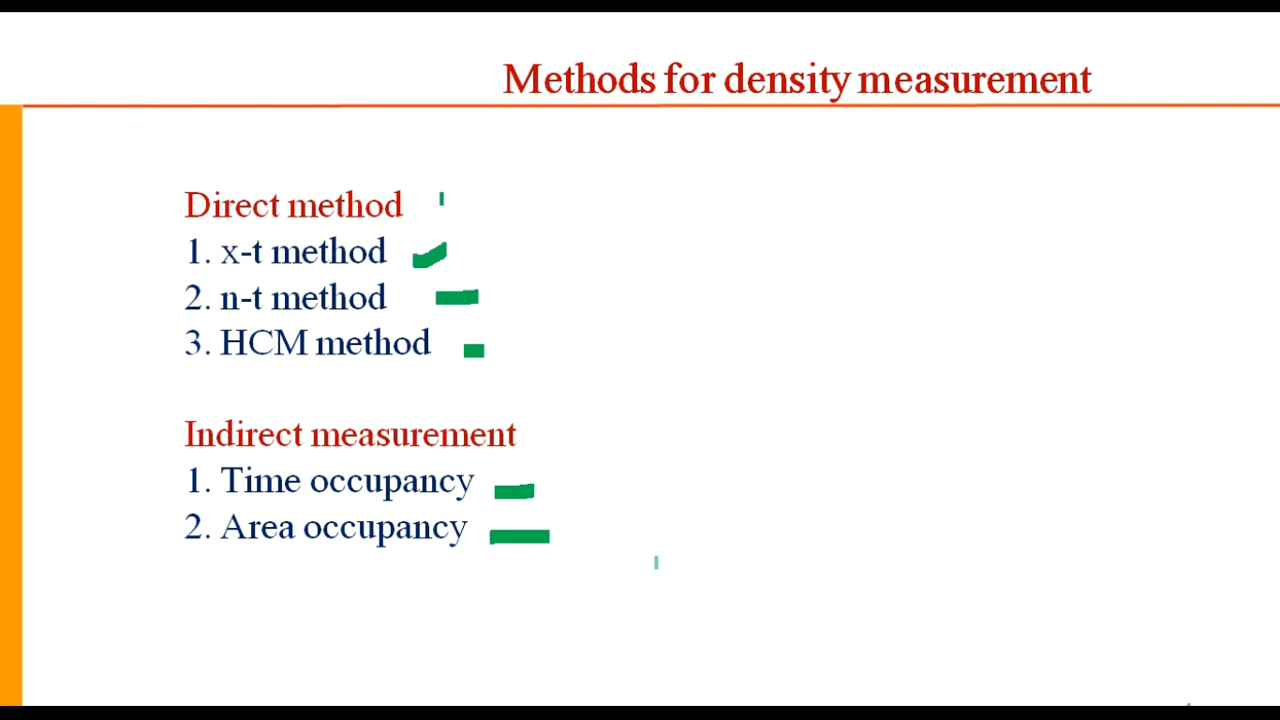 Methods for density measurement
Direct method
1. x-t method
2. n-t method
3. HCM method
Indirect measurement
1. Time occupancy
2. Area occupancy